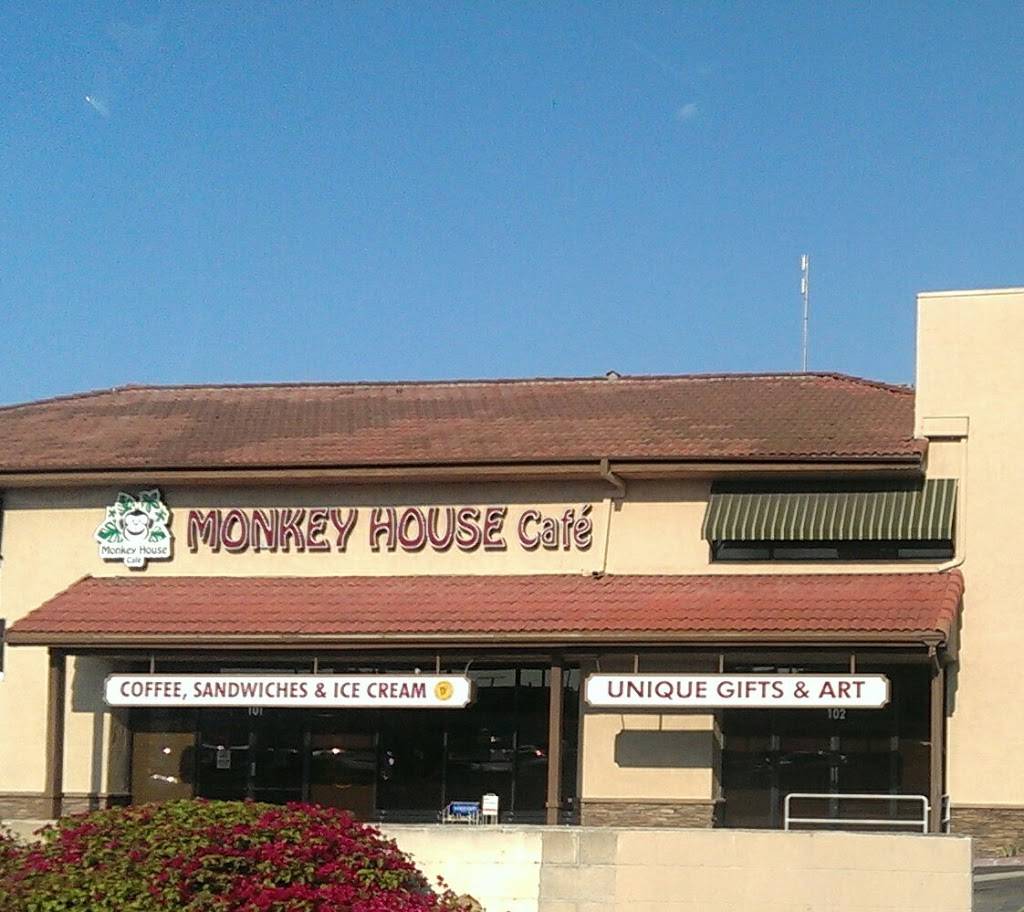 MONKEY HOUSE Café
Monkey House
Café
COFFEE, SANDWICHES & ICE CREAM
UNIQUE GIFTS & ART
101
102